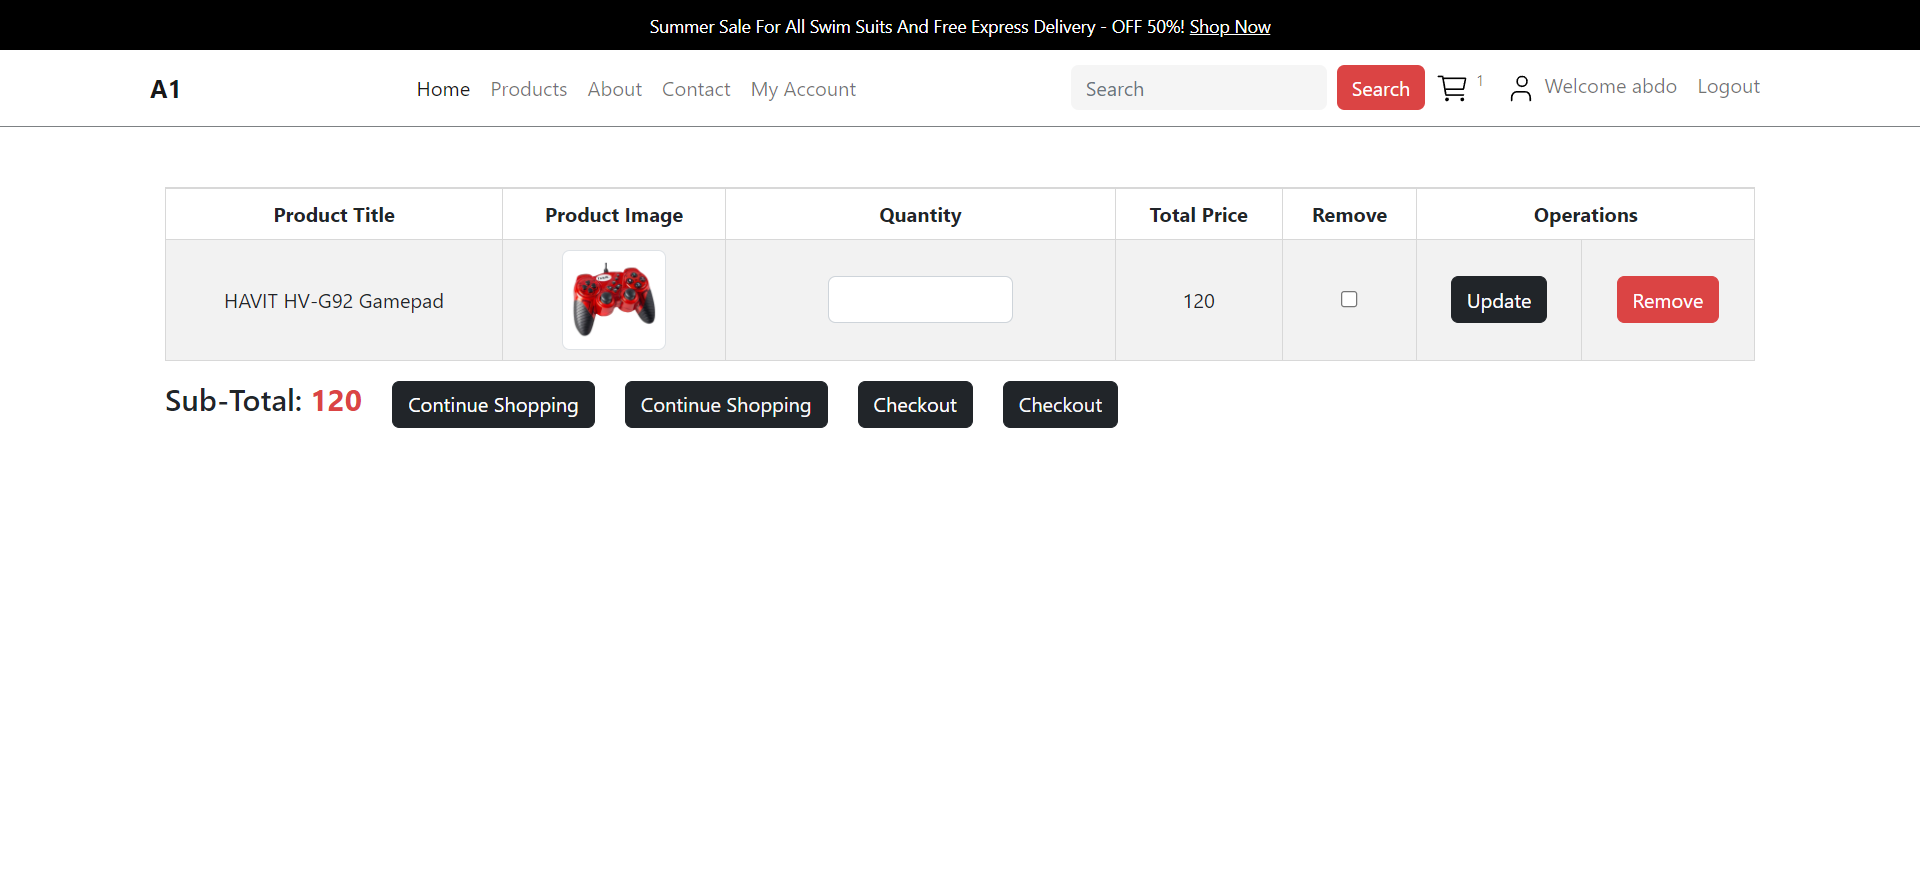 Summer Sale For All Swim Suits And Free Express Delivery - OFF 50%! Shop Now
A1 Home Products About Contact My Account Search Search 1 Welcome abdo Logout
Product Title Product Image Quantity Total Price Remove Operations
HAVIT HV-G92 Gamepad 120 Update Remove
Sub-Total: 120 Continue Shopping Continue Shopping Checkout Checkout